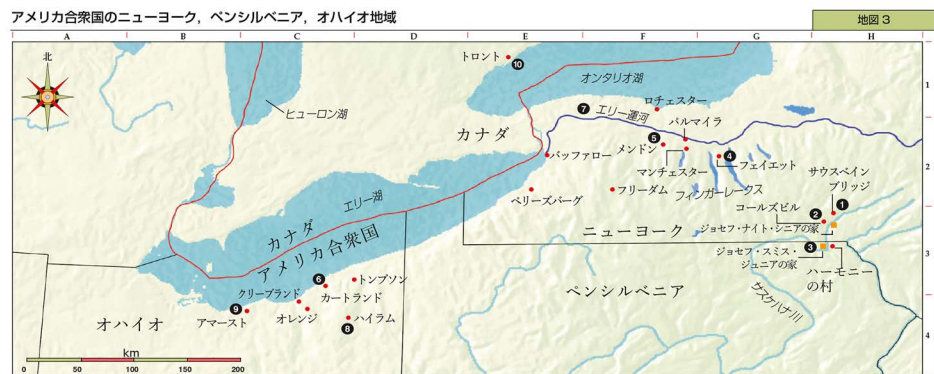 アメリカ合衆国のニューヨーク，ペンシルベニア，オハイオ地域
地図 3
A B C D E F G H
北
トロント
10
オンタリオ湖
1
ヒューロン湖
7
エリー運河
ロチェスター
カナダ
パルマイラ
5
メンドン
4
バッファロー
マンチェスター
フェイエット
2
サウスベイン
ブリッジ
エリー湖
ペリーズバーグ
フリーダム
フィンガーレークス
1
コールズビル
2
カナダ
ニューヨーク
ジョセフ・ナイト・シニアの家
アメリカ合衆国
3
ジョセフ・スミス・
ジュニアの家
3
6
トンプソン
ハーモニー
の村
クリーブランド
カートランド
ペンシルベニア
サスケハナ川
9
オハイオ
アマースト
オレンジ
ハイラム
8
4
km
0 50 100 150 200